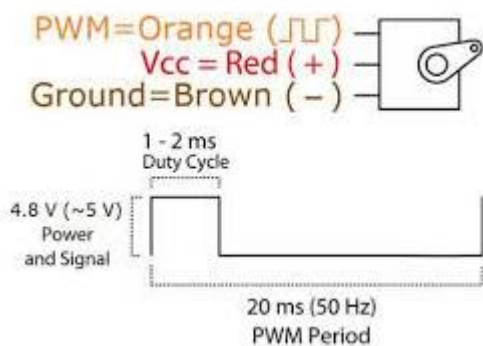 PWM=Orange (⎍⎍)
Vcc = Red (+)
Ground=Brown (−)
1 - 2 ms
Duty Cycle
4.8 V (~5 V)
Power
and Signal
20 ms (50 Hz)
PWM Period